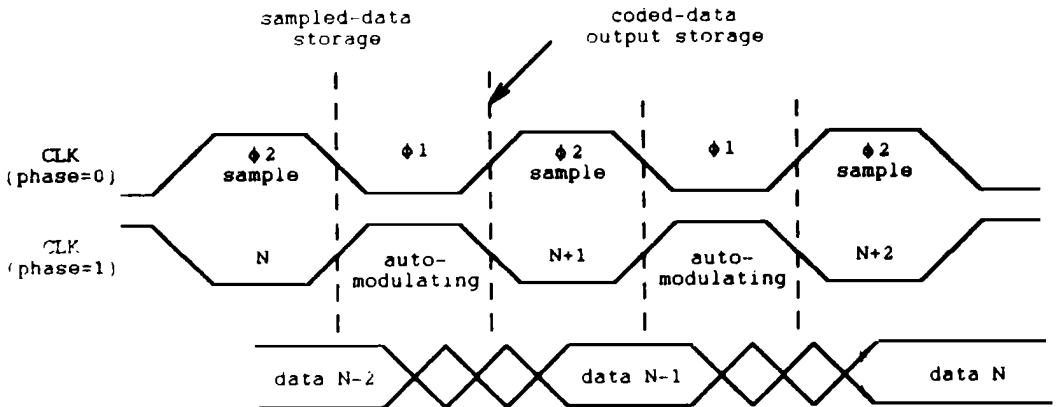 sampled-data
storage
coded-data
output storage
CLK
(phase=0)
ϕ2
sample
ϕ1
ϕ2
sample
ϕ1
ϕ2
sample
CLK
(phase=1)
N
auto-
modulating
N+1
auto-
modulating
N+2
data N-2
data N-1
data N